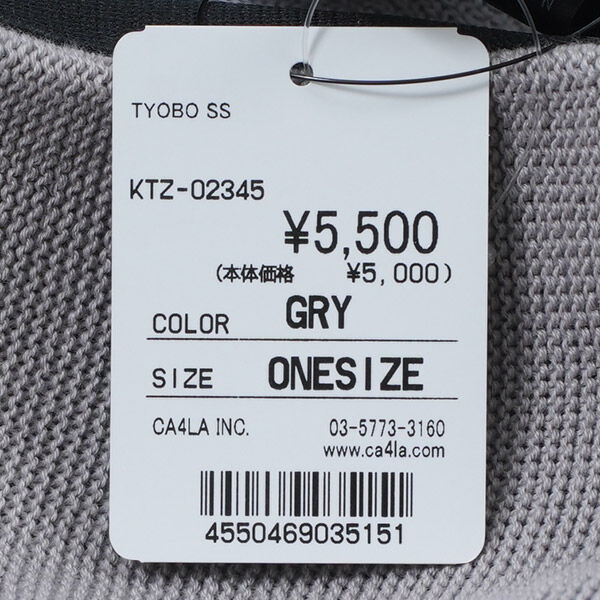 TYOBO SS
KTZ-02345
¥5,500
(本体価格 ¥5,000)
COLOR GRY
SIZE ONESIZE
CA4LA INC. 03-5773-3160
www.ca4la.com
4550469035151